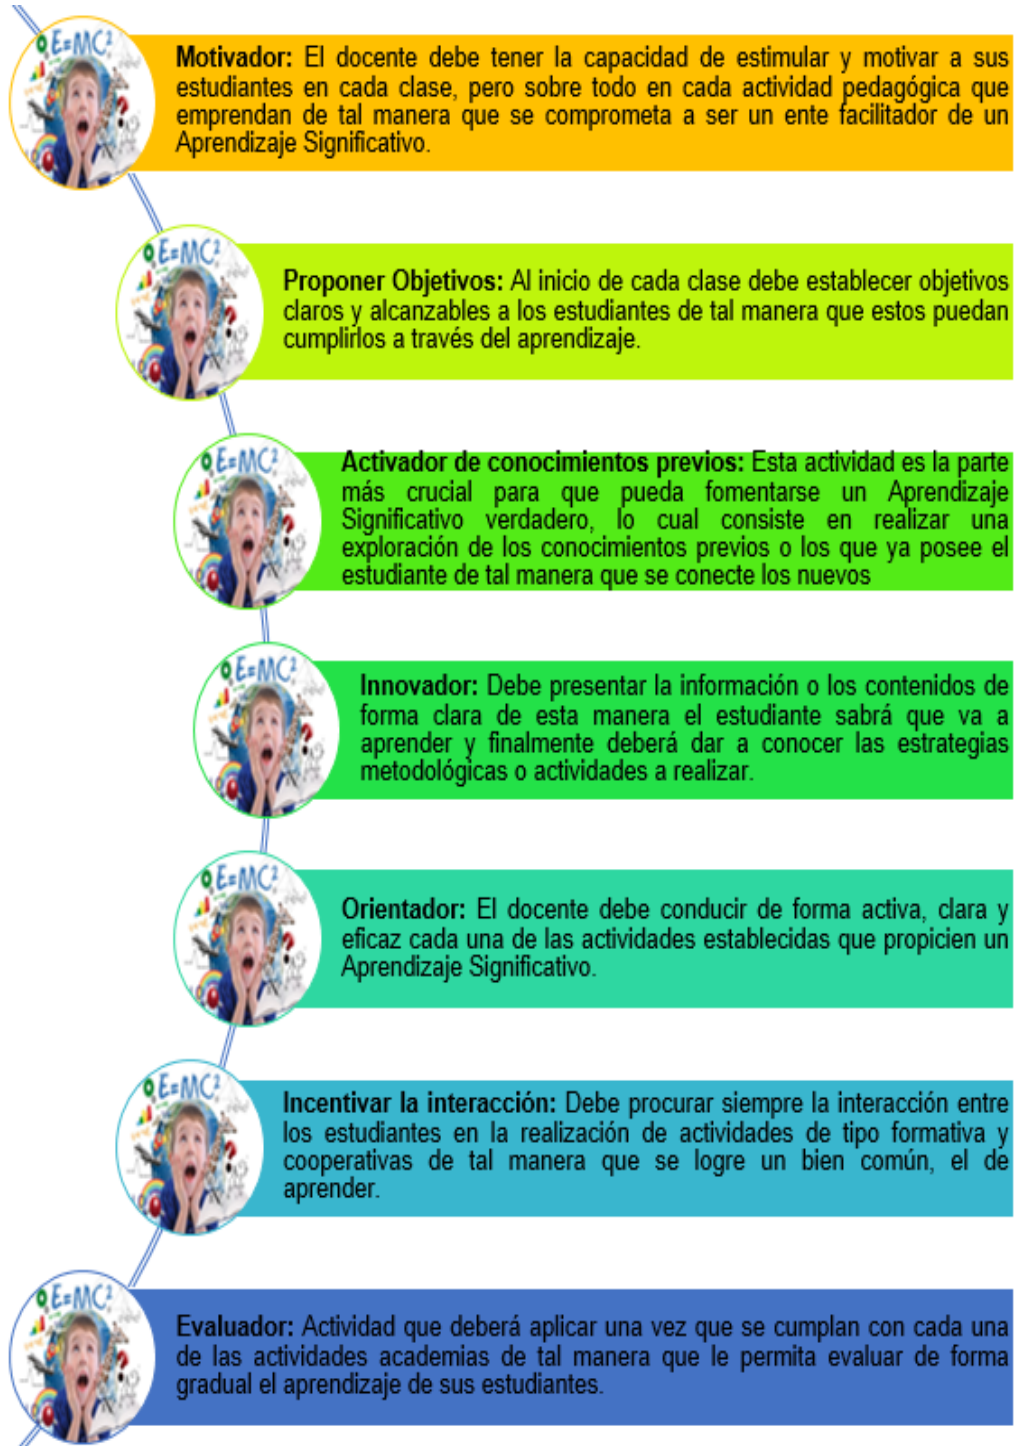 E=MC²
Motivador: El docente debe tener la capacidad de estimular y motivar a sus
estudiantes en cada clase, pero sobre todo en cada actividad pedagógica que
emprendan de tal manera que se comprometa a ser un ente facilitador de un
Aprendizaje Significativo.
E=MC²
Proponer Objetivos: Al inicio de cada clase debe establecer objetivos
claros y alcanzables a los estudiantes de tal manera que estos puedan
cumplirlos a través del aprendizaje.
E=MC²
Activador de conocimientos previos: Esta actividad es la parte
más crucial para que pueda fomentarse un Aprendizaje
Significativo verdadero, lo cual consiste en realizar una
exploración de los conocimientos previos o los que ya posee el
estudiante de tal manera que se conecte los nuevos
E=MC²
Innovador: Debe presentar la información o los contenidos de
forma clara de esta manera el estudiante sabrá que va a
aprender y finalmente deberá dar a conocer las estrategias
metodológicas o actividades a realizar.
E=MC²
Orientador: El docente debe conducir de forma activa, clara y
eficaz cada una de las actividades establecidas que propicien un
Aprendizaje Significativo.
E=MC²
Incentivar la interacción: Debe procurar siempre la interacción entre
los estudiantes en la realización de actividades de tipo formativa y
cooperativas de tal manera que se logre un bien común, el de
aprender.
E=MC²
Evaluador: Actividad que deberá aplicar una vez que se cumplan con cada una
de las actividades academias de tal manera que le permita evaluar de forma
gradual el aprendizaje de sus estudiantes.